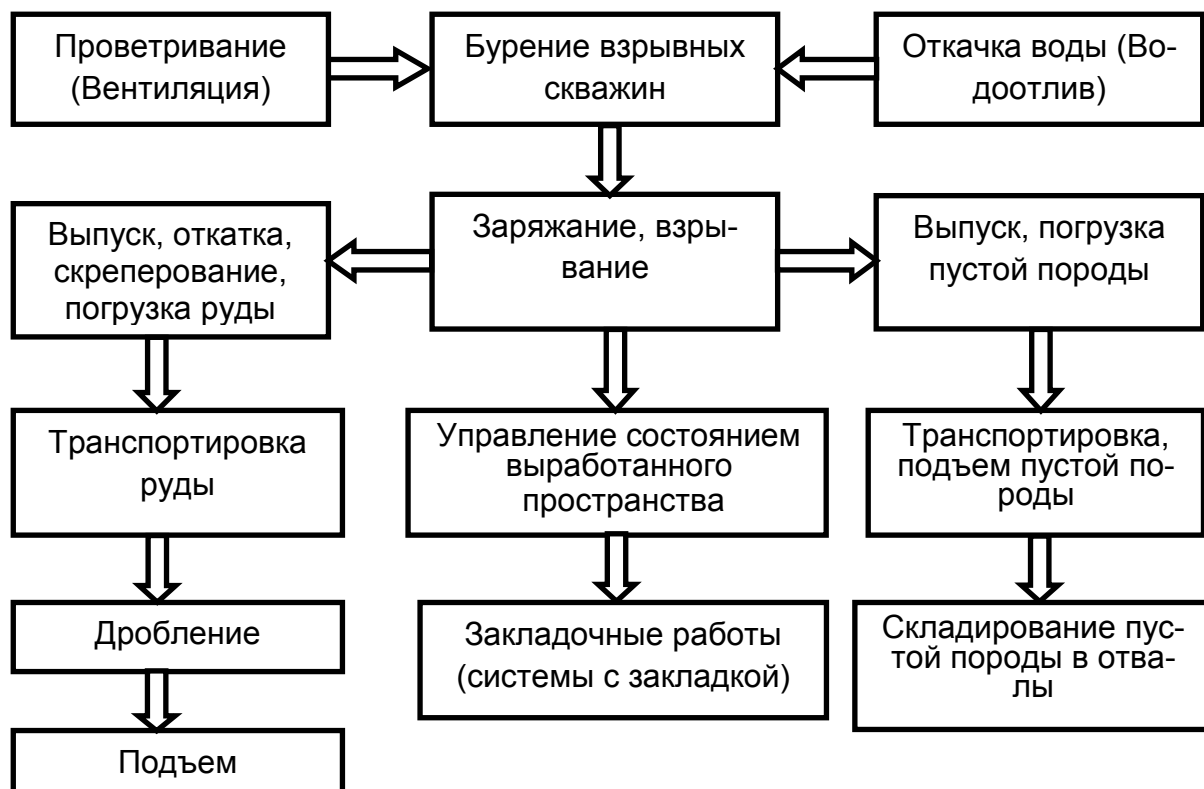 Проветривание
(Вентиляция)
Бурение взрывных
скважин
Откачка воды (Во-
доотлив)
Выпуск, откатка,
скреперование,
погрузка руды
Заряжание, взры-
вание
Выпуск, погрузка
пустой породы
Транспортировка
руды
Управление состоянием
выработанного
пространства
Транспортировка,
подъем пустой по-
роды
Дробление
Закладочные работы
(системы с закладкой)
Складирование пус-
той породы в отва-
лы
Подъем